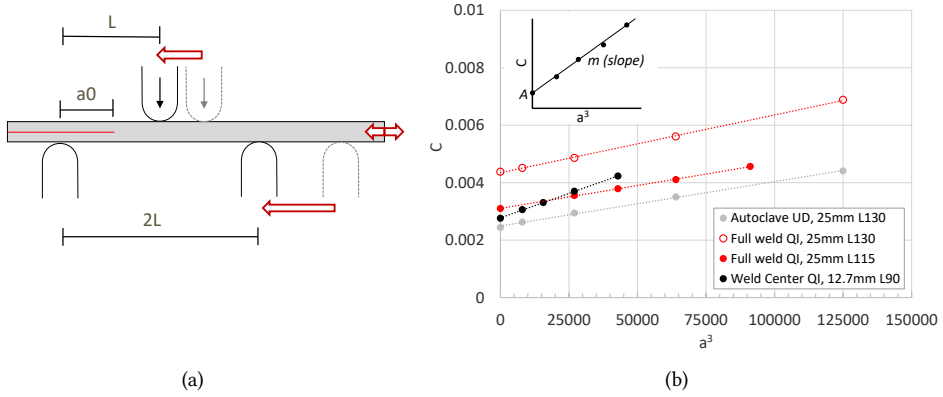 L
a0
2L
(a)
0.01
0.008
0.006
0.004
0.002
0
C
0
25000
50000
75000
100000
125000
150000
a³
C
A
m (slope)
a³
Autoclave UD, 25mm L130
Full weld QI, 25mm L130
Full weld QI, 25mm L115
Weld Center QI, 12.7mm L90
(b)